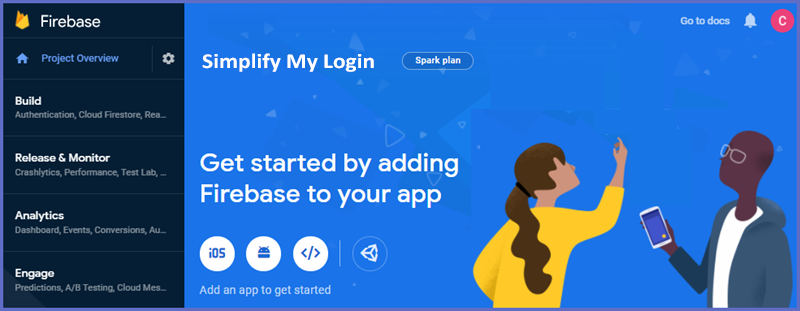 Firebase
Go to docs
C
Project Overview
Simplify My Login
Spark plan
Build
Authentication, Cloud Firestore, Rea...
Release & Monitor
Crashlytics, Performance, Test Lab, ...
Get started by adding
Firebase to your app
Analytics
Dashboard, Events, Conversions, Au...
iOS
</>
Engage
Predictions, A/B Testing, Cloud Mes...
Add an app to get started